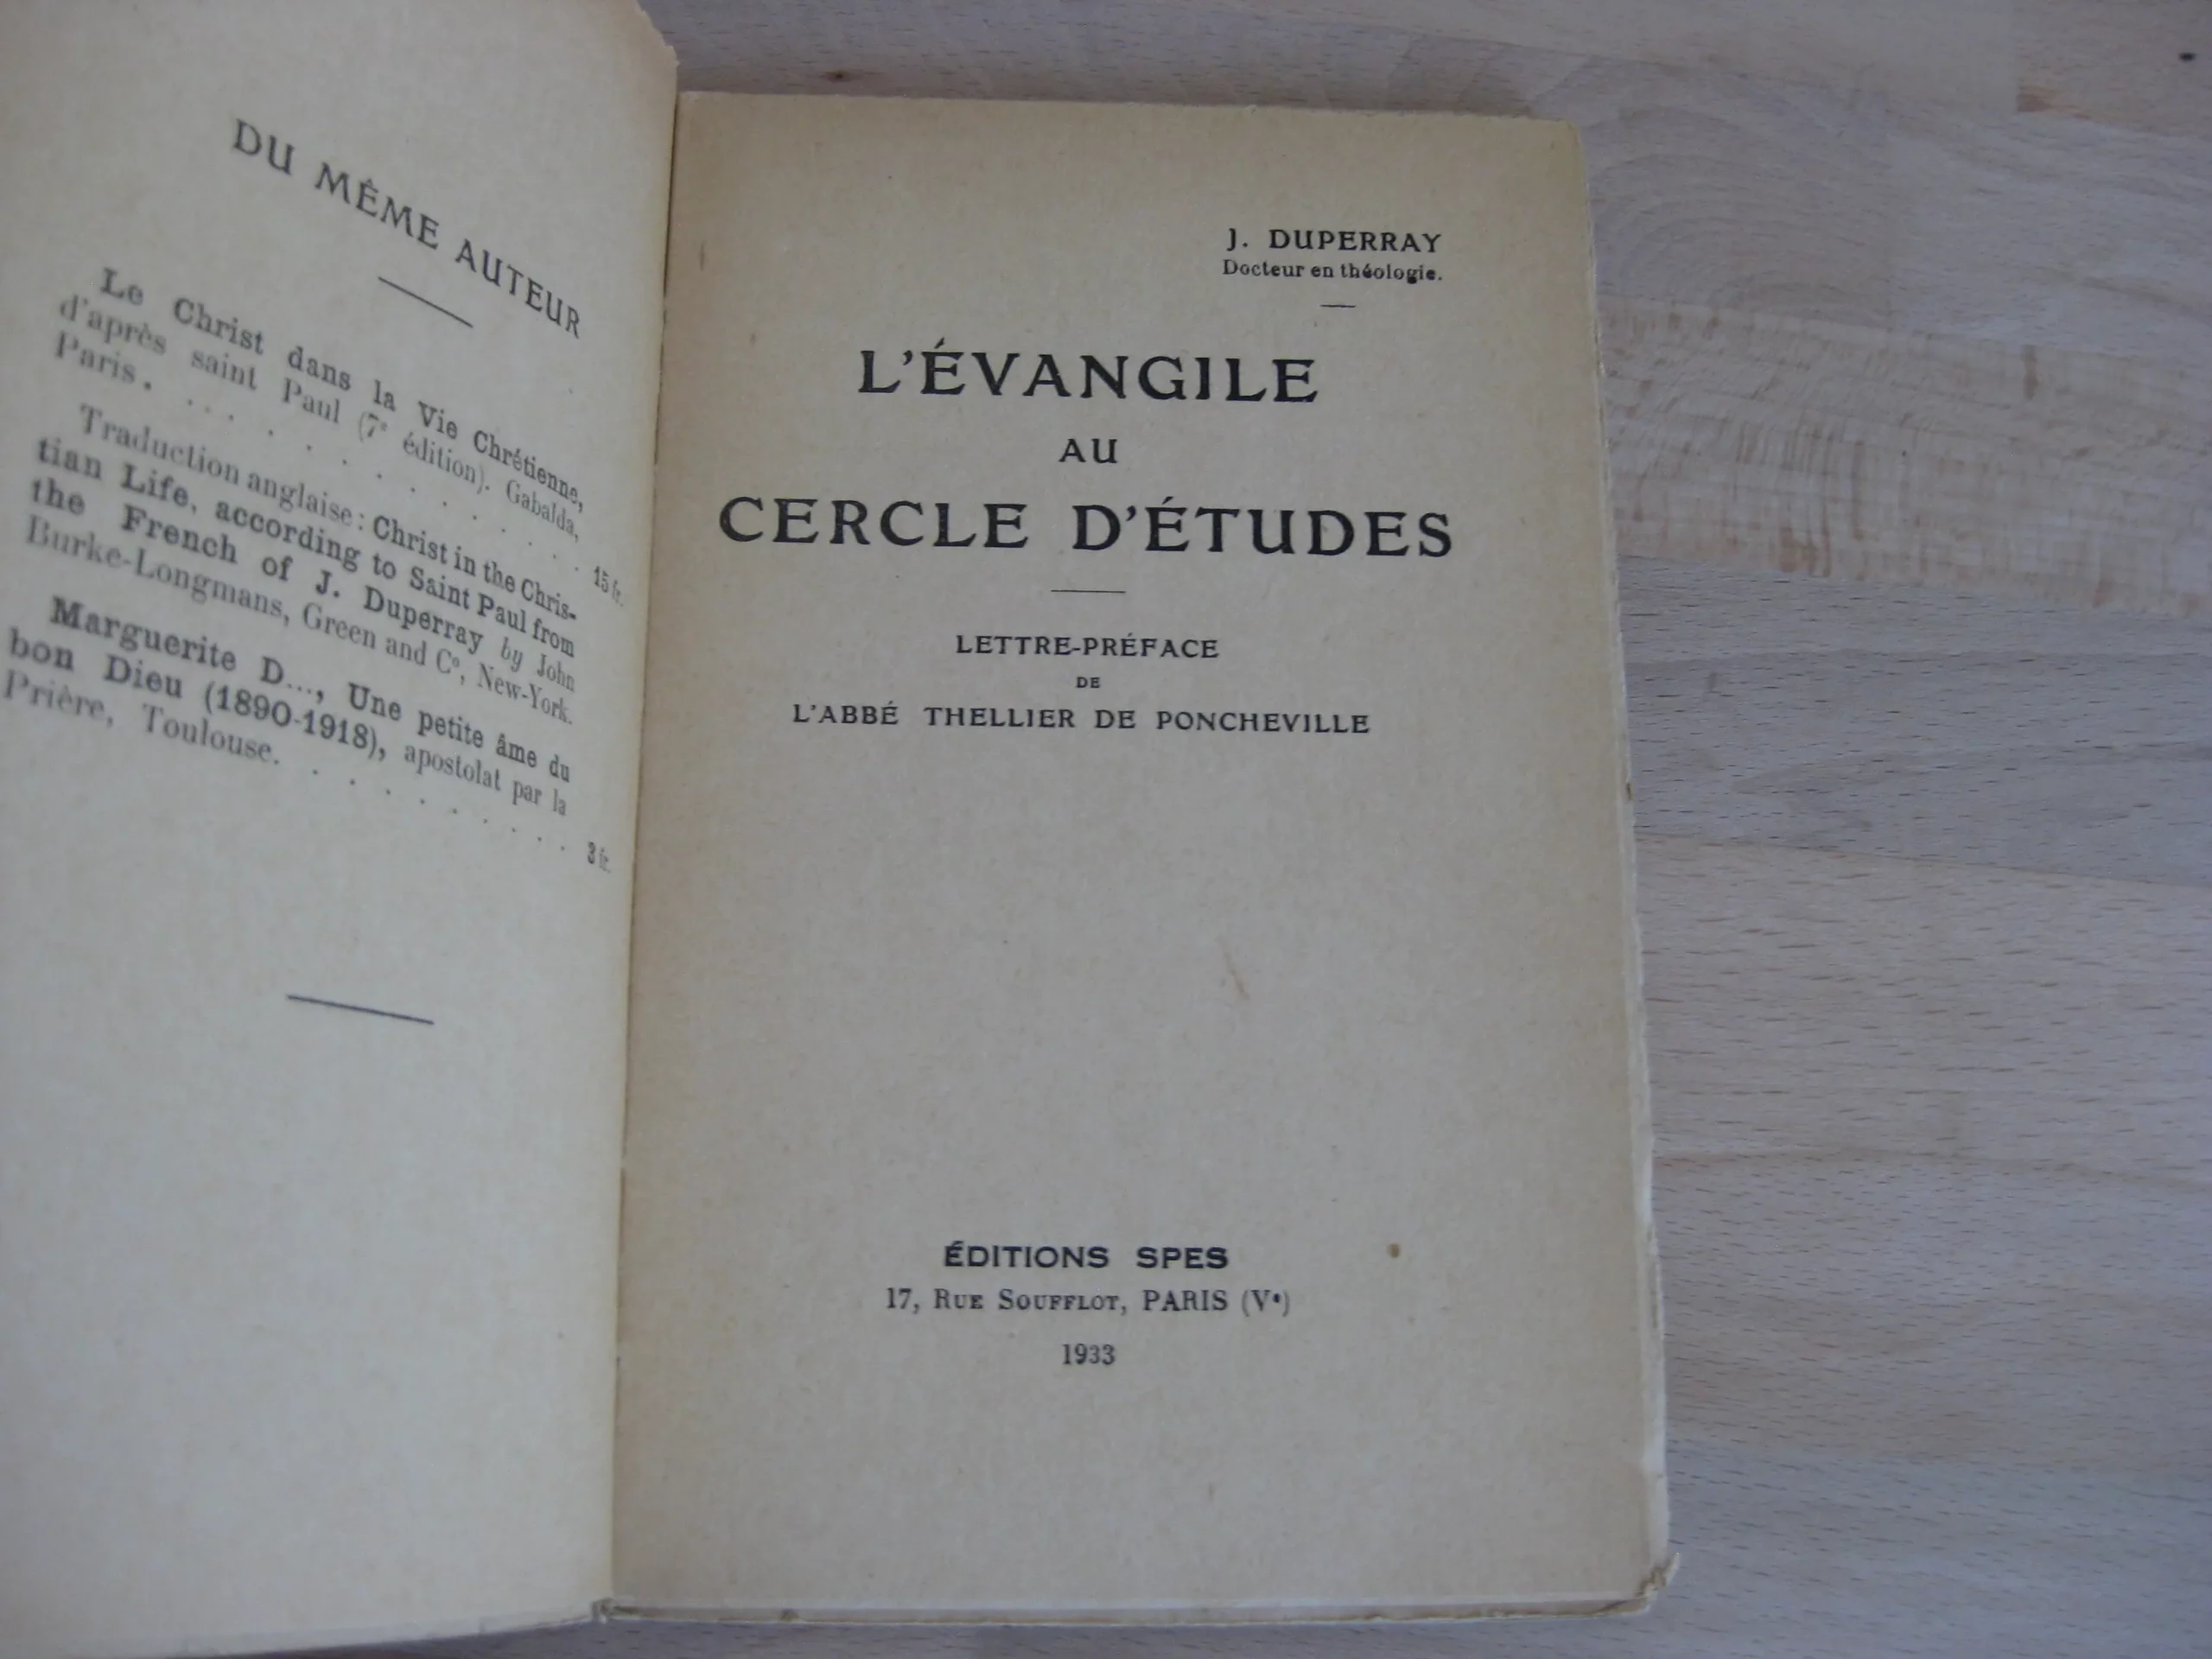 DU MÊME AUTEUR
Le Christ dans la Vie Chrétienne,
d'après saint Paul (7e édition). Gabalda,
Paris. . . . . . . . . . . . 15 fr.
Traduction anglaise : Christ in the Chris-
tian Life, according to Saint Paul from
the French of J. Duperray by John
Burke-Longmans, Green and Co, New-York.
Marguerite D..., Une petite âme du
bon Dieu (1890-1918), apostolat par la
Prière, Toulouse. . . . . . . . . 3 fr.
J. DUPERRAY
Docteur en théologie.
L'ÉVANGILE
AU
CERCLE D'ÉTUDES
LETTRE-PRÉFACE
DE
L'ABBÉ THELLIER DE PONCHEVILLE
ÉDITIONS SPES
17, RUE SOUFFLOT, PARIS (Ve)
1933